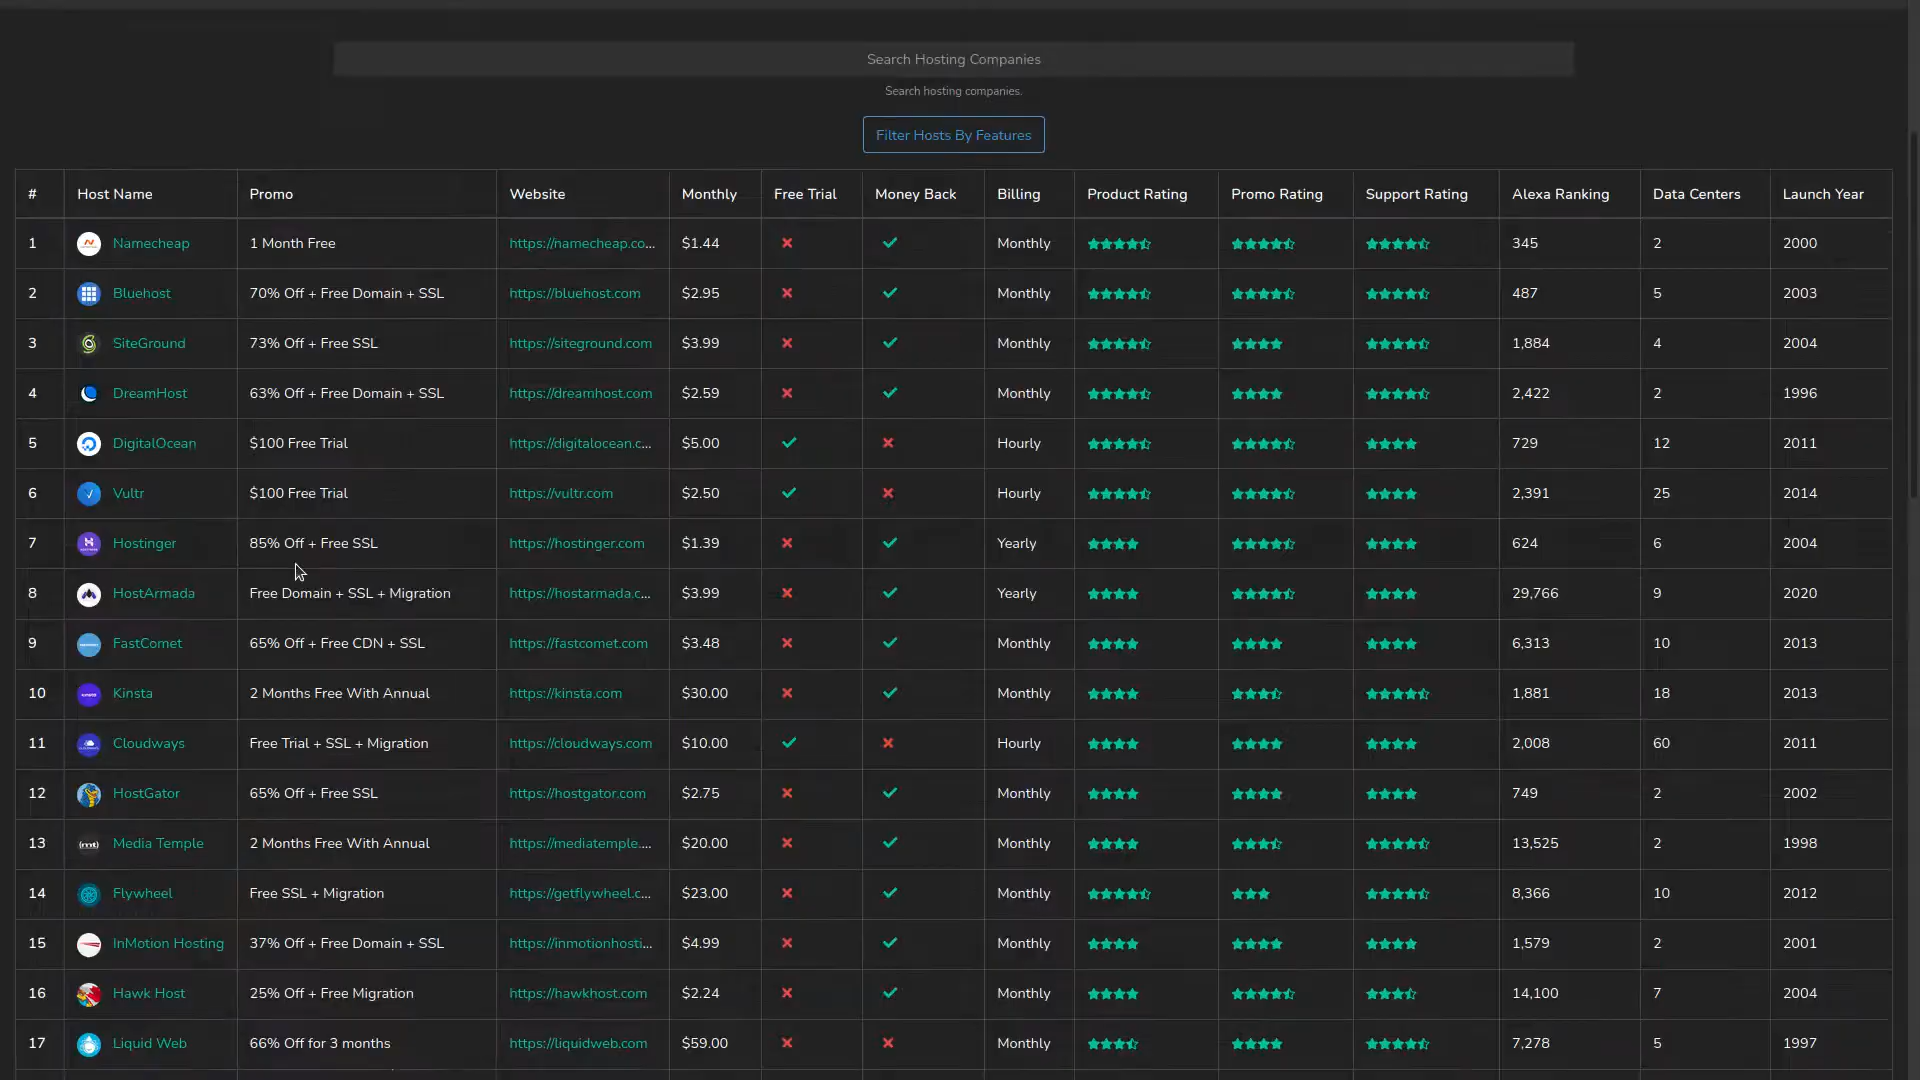 Search Hosting Companies
Search hosting companies.
Filter Hosts By Features
# Host Name Promo Website Monthly Free Trial Money Back Billing Product Rating Promo Rating Support Rating Alexa Ranking Data Centers Launch Year
1 Namecheap 1 Month Free https://namecheap.co... $1.44 Monthly 345 2 2000
2 Bluehost 70% Off + Free Domain + SSL https://bluehost.com $2.95 Monthly 487 5 2003
3 SiteGround 73% Off + Free SSL https://siteground.com $3.99 Monthly 1,884 4 2004
4 DreamHost 63% Off + Free Domain + SSL https://dreamhost.com $2.59 Monthly 2,422 2 1996
5 DigitalOcean $100 Free Trial https://digitalocean.c... $5.00 Hourly 729 12 2011
6 Vultr $100 Free Trial https://vultr.com $2.50 Hourly 2,391 25 2014
7 Hostinger 85% Off + Free SSL https://hostinger.com $1.39 Yearly 624 6 2004
8 HostArmada Free Domain + SSL + Migration https://hostarmada.c... $3.99 Yearly 29,766 9 2020
9 FastComet 65% Off + Free CDN + SSL https://fastcomet.com $3.48 Monthly 6,313 10 2013
10 Kinsta 2 Months Free With Annual https://kinsta.com $30.00 Monthly 1,881 18 2013
11 Cloudways Free Trial + SSL + Migration https://cloudways.com $10.00 Hourly 2,008 60 2011
12 HostGator 65% Off + Free SSL https://hostgator.com $2.75 Monthly 749 2 2002
13 (mt) Media Temple 2 Months Free With Annual https://mediatemple.... $20.00 Monthly 13,525 2 1998
14 Flywheel Free SSL + Migration https://getflywheel.c... $23.00 Monthly 8,366 10 2012
15 InMotion Hosting 37% Off + Free Domain + SSL https://inmotionhosti... $4.99 Monthly 1,579 2 2001
16 Hawk Host 25% Off + Free Migration https://hawkhost.com $2.24 Monthly 14,100 7 2004
17 Liquid Web 66% Off for 3 months https://liquidweb.com $59.00 Monthly 7,278 5 1997